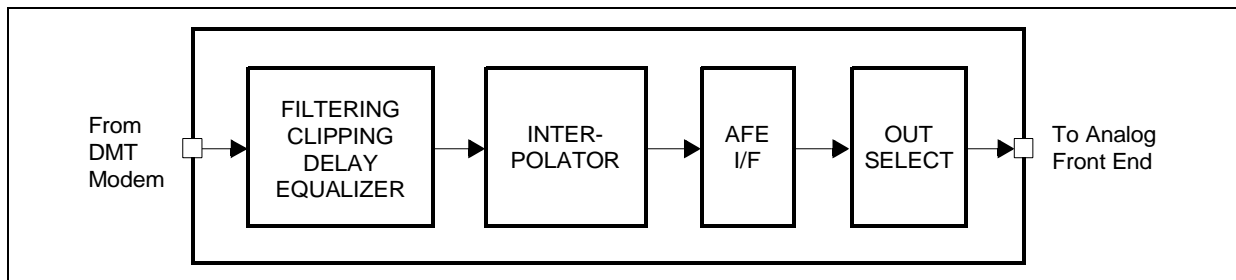 From
DMT
Modem
FILTERING
CLIPPING
DELAY
EQUALIZER
INTER-
POLATOR
AFE
I/F
OUT
SELECT
To Analog
Front End